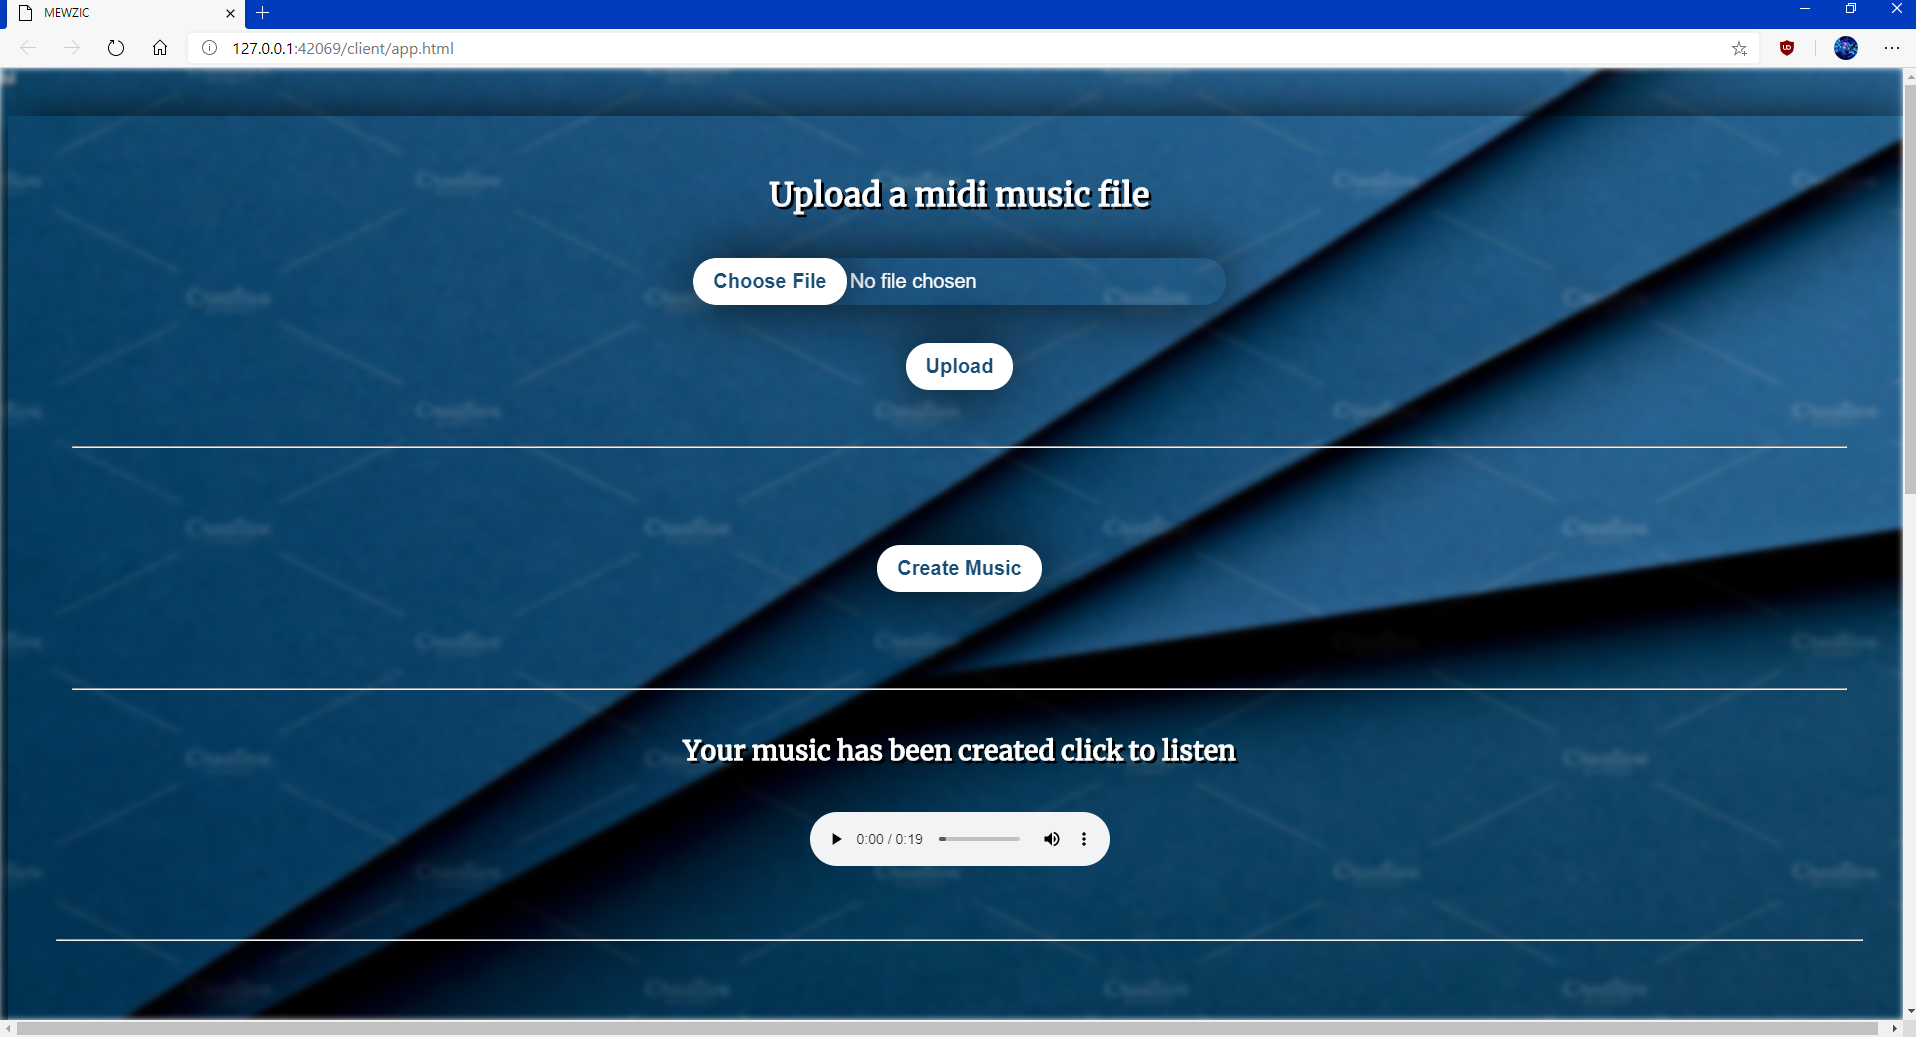 MEWZIC
127.0.0.1:42069/client/app.html
Upload a midi music file
Choose File No file chosen
Upload
Create Music
Your music has been created click to listen
0:00 / 0:19